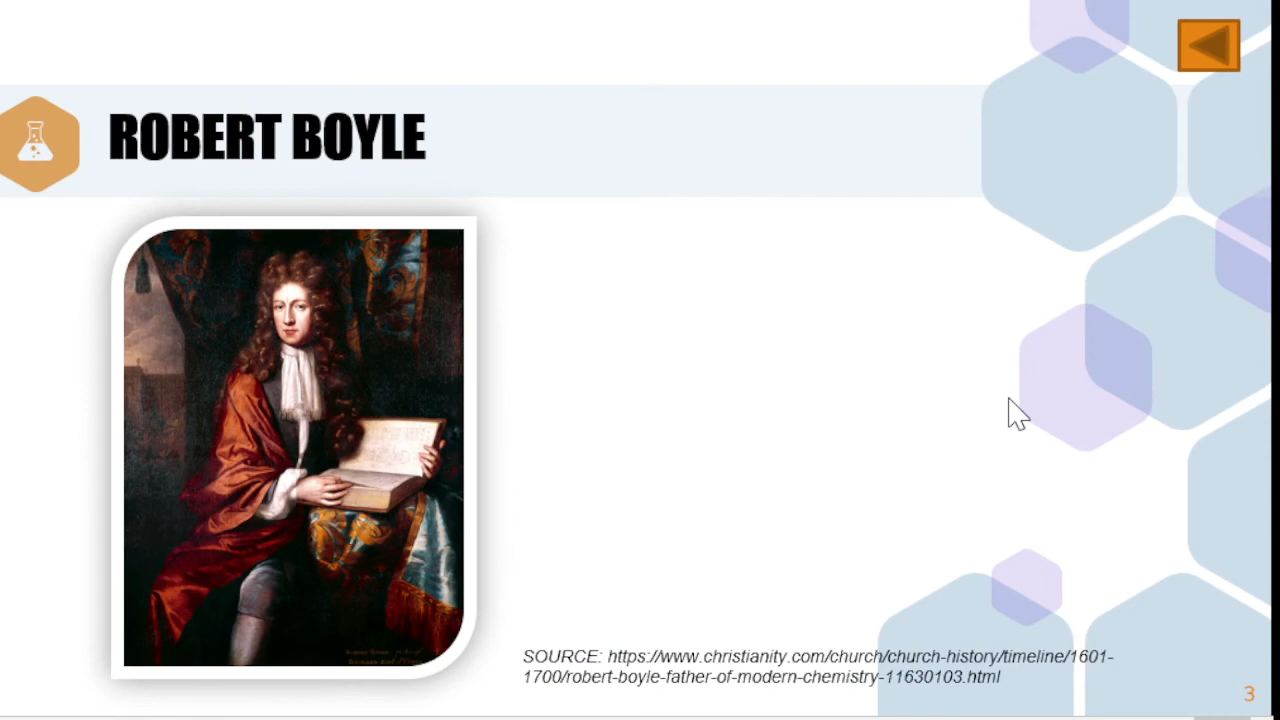 ROBERT BOYLE
SOURCE: https://www.christianity.com/church/church-history/timeline/1601-
1700/robert-boyle-father-of-modern-chemistry-11630103.html
3